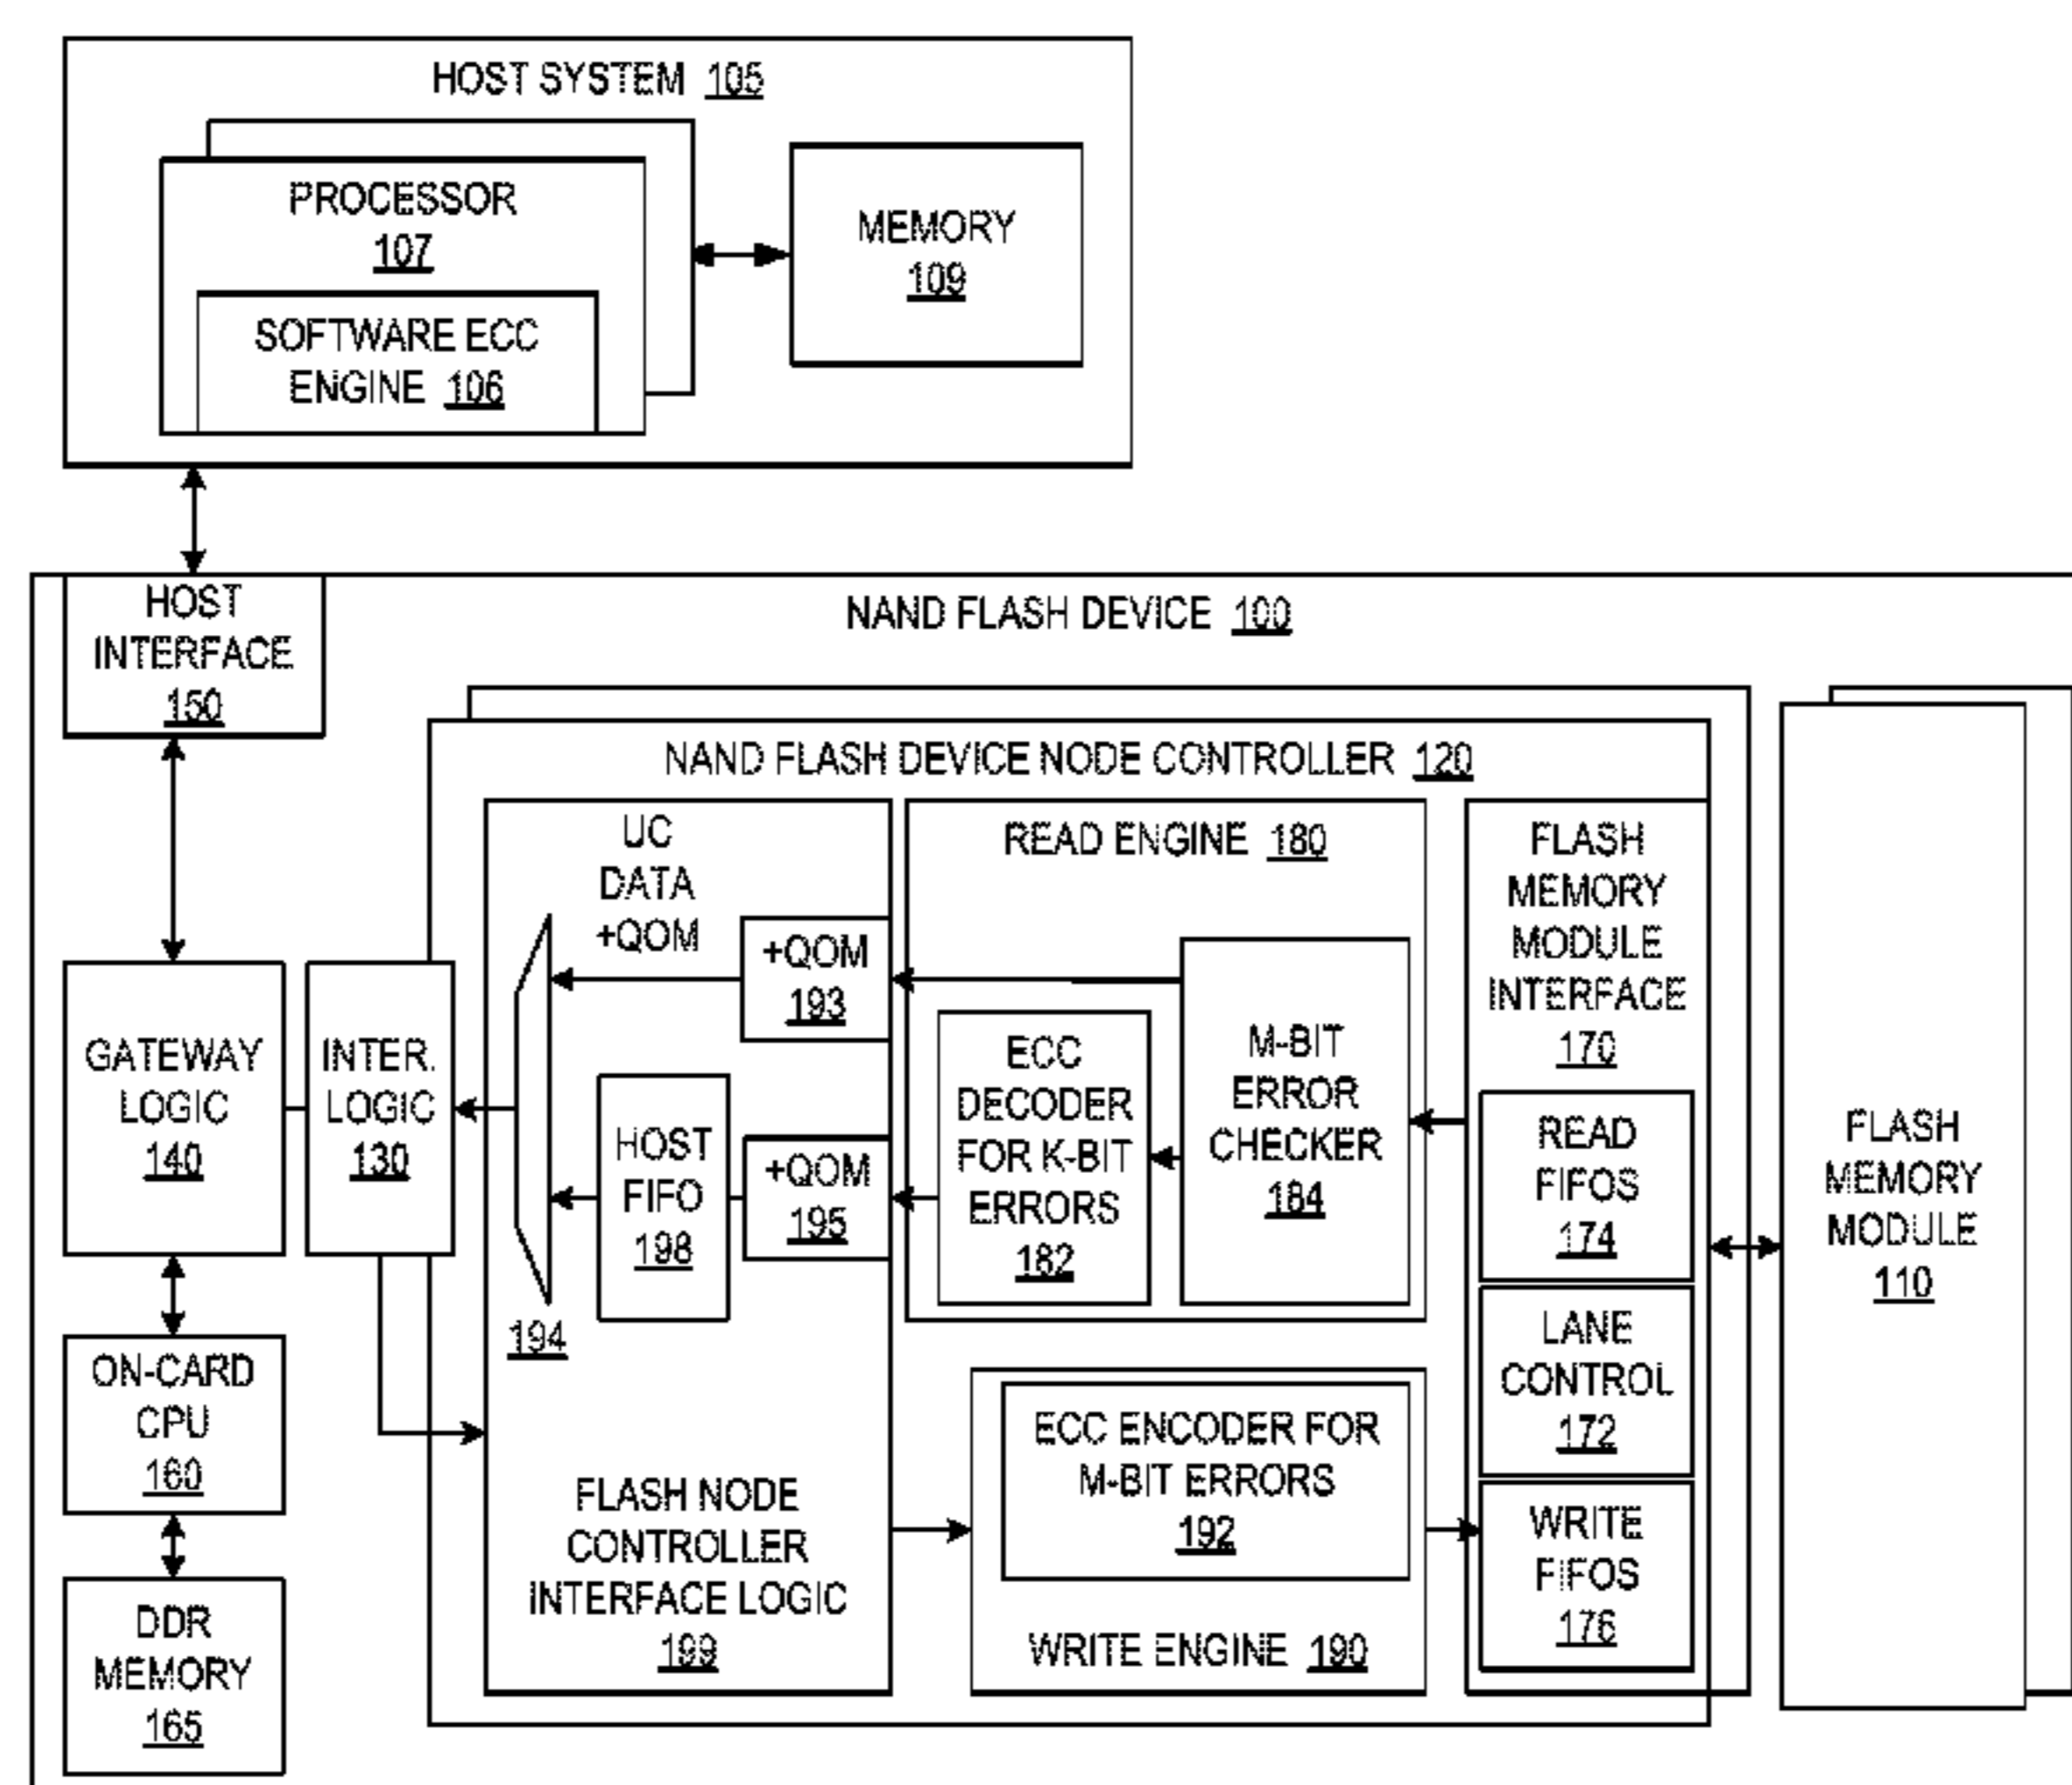 HOST SYSTEM 105
PROCESSOR
107
SOFTWARE ECC
ENGINE 106
MEMORY
109
HOST
INTERFACE
150
NAND FLASH DEVICE 100
NAND FLASH DEVICE NODE CONTROLLER 120
UC
DATA
+QOM
+QOM
193
HOST
FIFO
198
+QOM
195
194
FLASH NODE
CONTROLLER
INTERFACE LOGIC
199
READ ENGINE 180
ECC
DECODER
FOR K-BIT
ERRORS
182
M-BIT
ERROR
CHECKER
184
ECC ENCODER FOR
M-BIT ERRORS
192
WRITE ENGINE 190
FLASH
MEMORY
MODULE
INTERFACE
170
READ
FIFOS
174
LANE
CONTROL
172
WRITE
FIFOS
176
FLASH
MEMORY
MODULE
110
GATEWAY
LOGIC
140
INTER.
LOGIC
130
ON-CARD
CPU
160
DDR
MEMORY
165